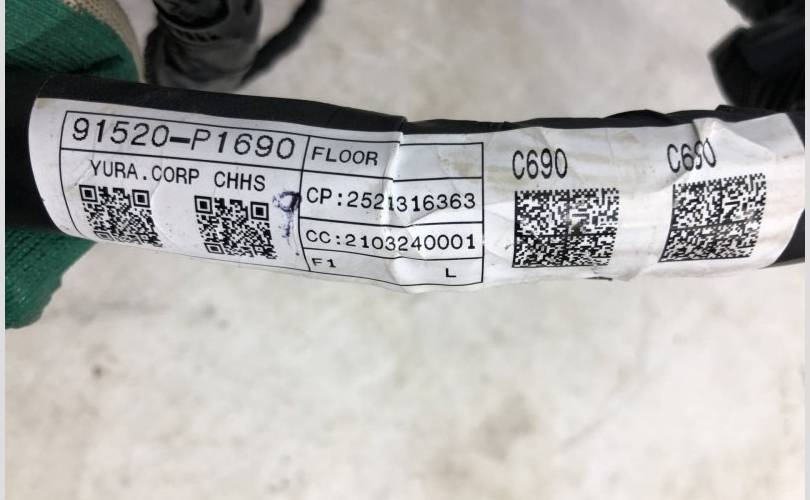 91520-P1690
YURA.CORP CHHS
FLOOR
CP:2521316363
CC:2103240001
F1 L
C690
C690